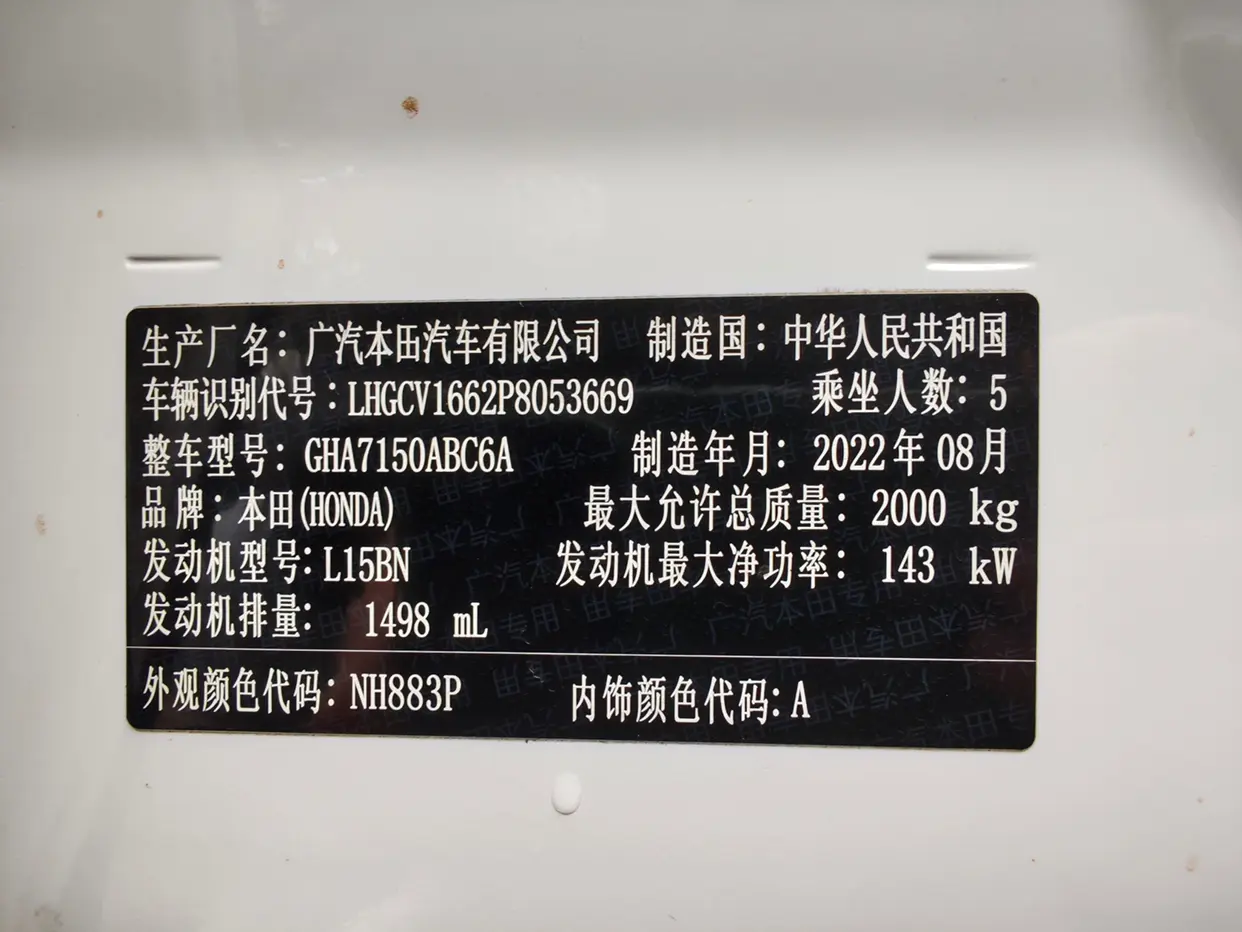 生产厂名：广汽本田汽车有限公司 制造国：中华人民共和国
车辆识别代号：LHGCV1662P8053669 乘坐人数：5
整车型号：GHA7150ABC6A 制造年月：2022年08月
品牌：本田(HONDA) 最大允许总质量：2000 kg
发动机型号：L15BN 发动机最大净功率：143 kW
发动机排量：1498 mL
外观颜色代码：NH883P 内饰颜色代码：A